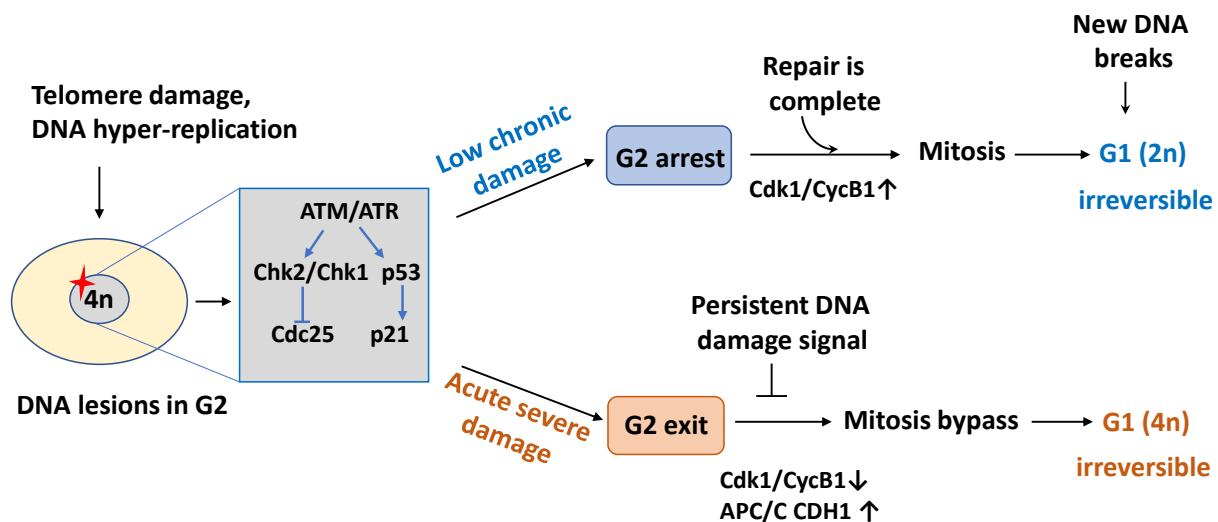 Telomere damage,
DNA hyper-replication
4n
DNA lesions in G2
ATM/ATR
Chk2/Chk1 p53
Cdc25 p21
Low chronic
damage
G2 arrest
Repair is
complete
Cdk1/CycB1↑
Mitosis
New DNA
breaks
G1 (2n)
irreversible
Acute severe
damage
G2 exit
Persistent DNA
damage signal
Cdk1/CycB1↓
APC/C CDH1 ↑
Mitosis bypass
G1 (4n)
irreversible